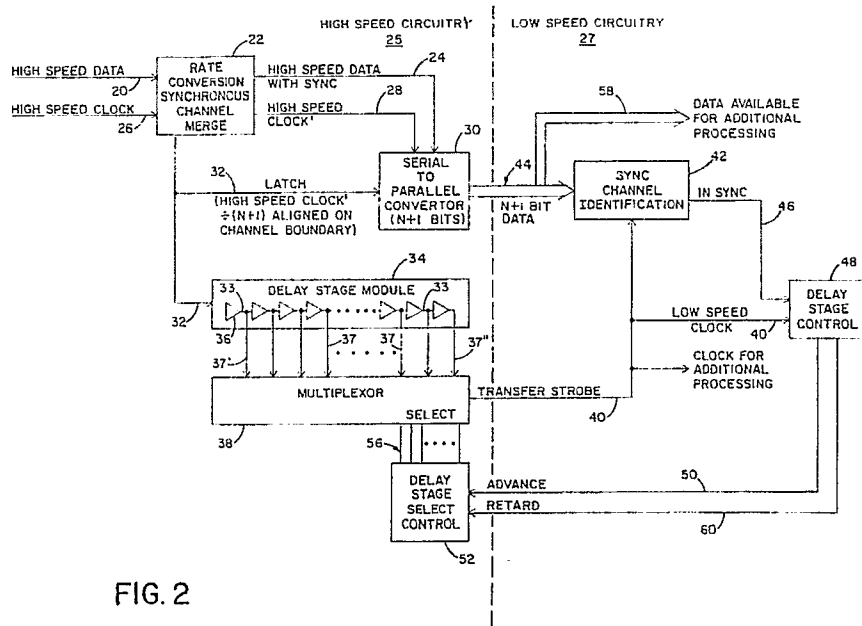 HIGH SPEED CIRCUITRY
25
LOW SPEED CIRCUITRY
27
HIGH SPEED DATA
20
HIGH SPEED CLOCK
26
22
RATE
CONVERSION
SYNCHRONOUS
CHANNEL
MERGE
HIGH SPEED DATA
WITH SYNC
24
HIGH SPEED
CLOCK'
28
30
SERIAL
TO
PARALLEL
CONVERTOR
(N+1 BITS)
32
LATCH
(HIGH SPEED CLOCK'
÷(N+1) ALIGNED ON
CHANNEL BOUNDARY)
58
DATA AVAILABLE
FOR ADDITIONAL
PROCESSING
44
N+1 BIT
DATA
42
SYNC
CHANNEL
IDENTIFICATION
IN SYNC
46
34
DELAY STAGE MODULE
32
33
33
36
37'
37
37
37"
48
DELAY
STAGE
CONTROL
LOW SPEED
CLOCK
40
CLOCK FOR
ADDITIONAL
PROCESSING
MULTIPLEXOR
SELECT
38
TRANSFER STROBE
40
56
DELAY
STAGE
SELECT
CONTROL
52
ADVANCE
50
RETARD
60
FIG. 2